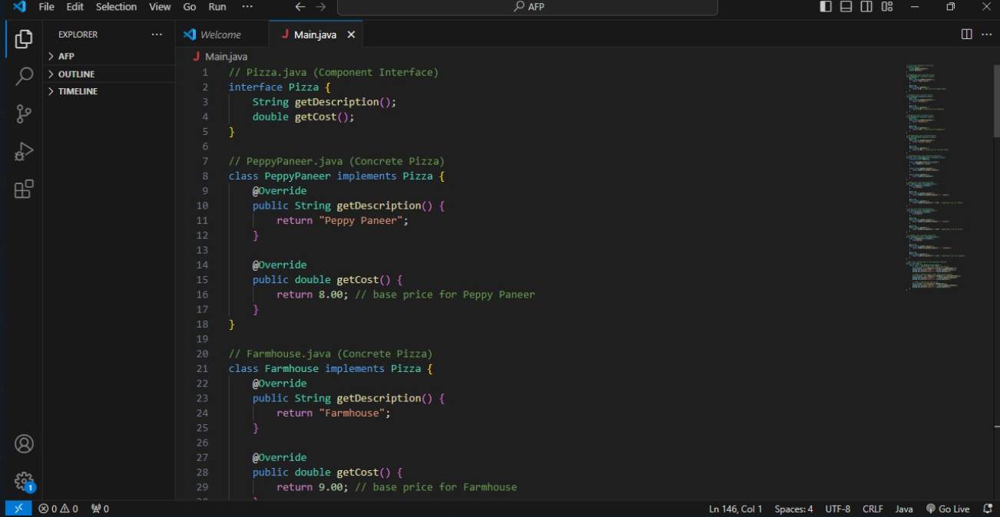 File Edit Selection View Go Run ··· ← → AFP
EXPLORER ···
Welcome
J Main.java ×
···
> AFP
> OUTLINE
> TIMELINE
J Main.java
1 // Pizza.java (Component Interface)
2 interface Pizza {
3     String getDescription();
4     double getCost();
5 }
6
7 // PeppyPaneer.java (Concrete Pizza)
8 class PeppyPaneer implements Pizza {
9     @Override
10     public String getDescription() {
11         return "Peppy Paneer";
12     }
13
14     @Override
15     public double getCost() {
16         return 8.00; // base price for Peppy Paneer
17     }
18 }
19
20 // Farmhouse.java (Concrete Pizza)
21 class Farmhouse implements Pizza {
22     @Override
23     public String getDescription() {
24         return "Farmhouse";
25     }
26
27     @Override
28     public double getCost() {
29         return 9.00; // base price for Farmhouse
1
0 0 0
Ln 146, Col 1 Spaces: 4 UTF-8 CRLF Java Go Live